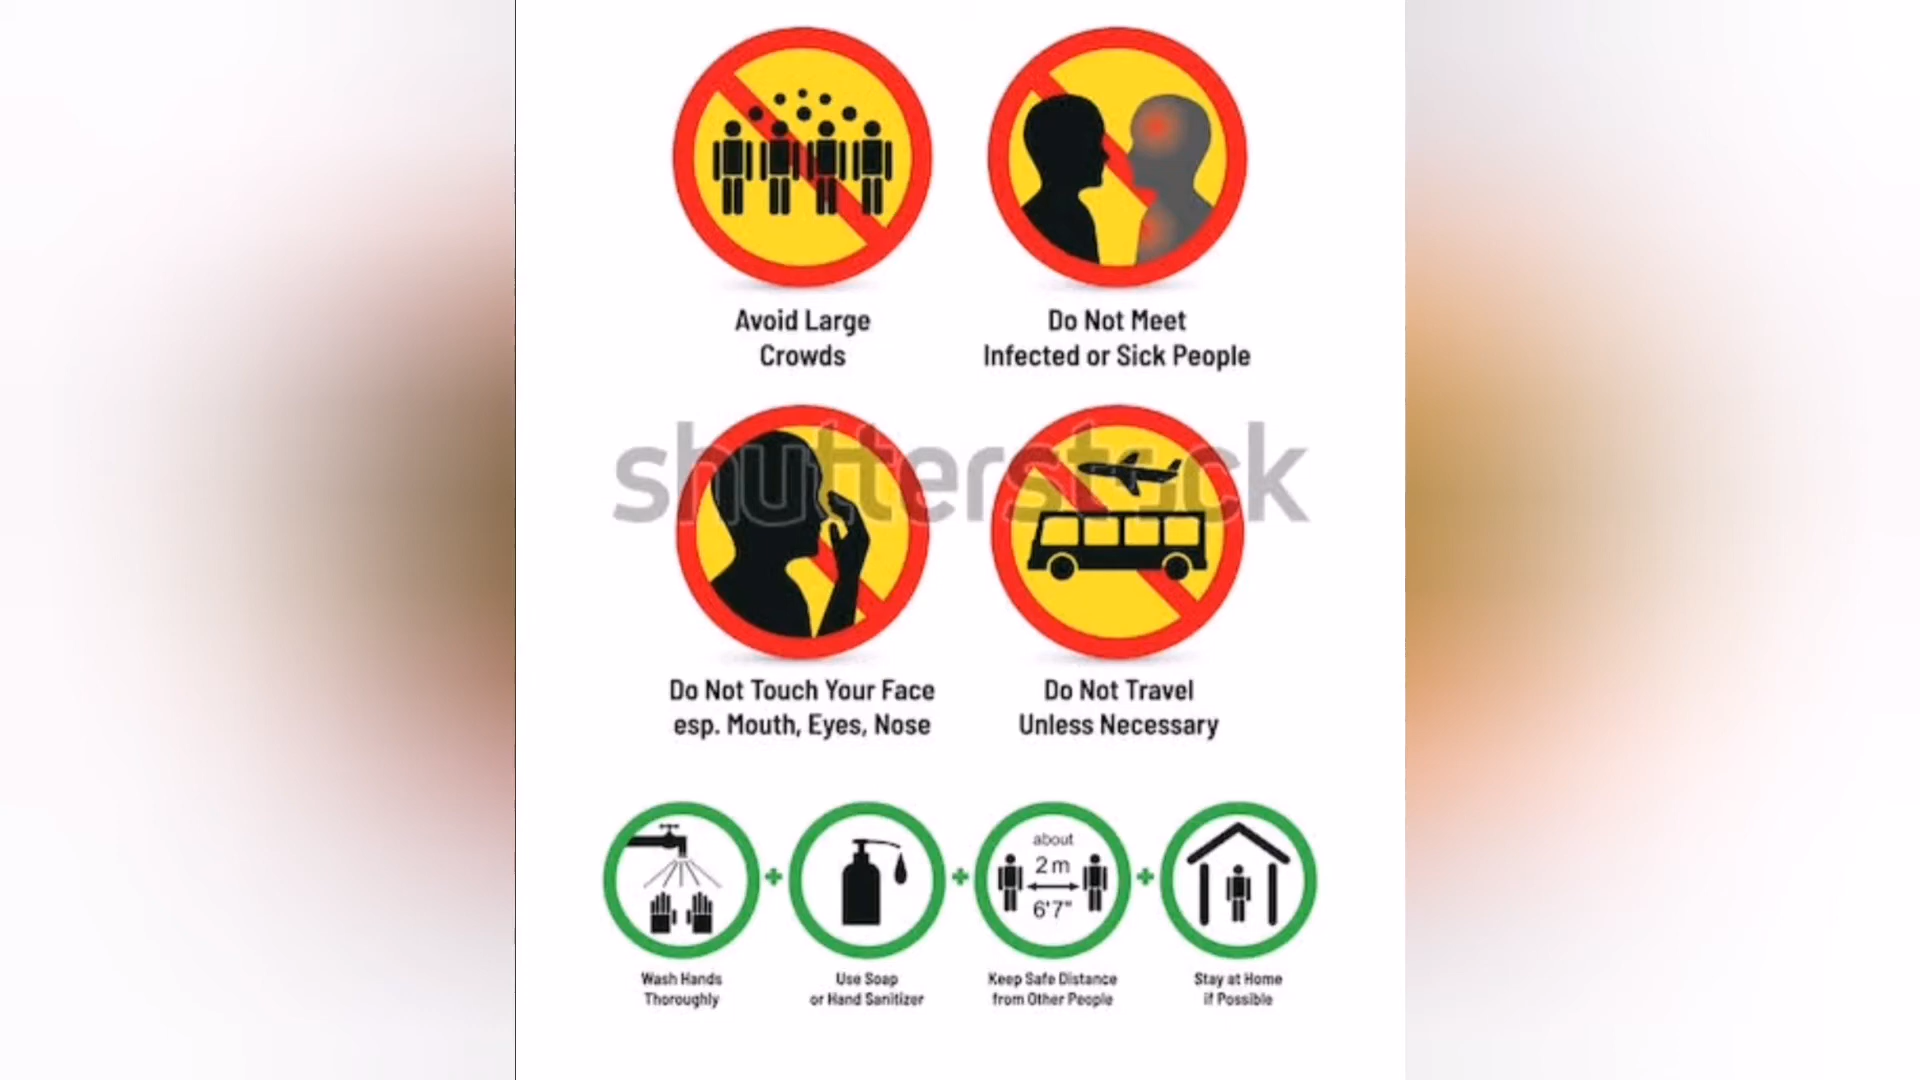 Avoid Large
Crowds
Do Not Meet
Infected or Sick People
shutterstock
Do Not Touch Your Face
esp. Mouth, Eyes, Nose
Do Not Travel
Unless Necessary
about
2 m
6'7"
Wash Hands
Thoroughly
Use Soap
or Hand Sanitizer
Keep Safe Distance
from Other People
Stay at Home
if Possible